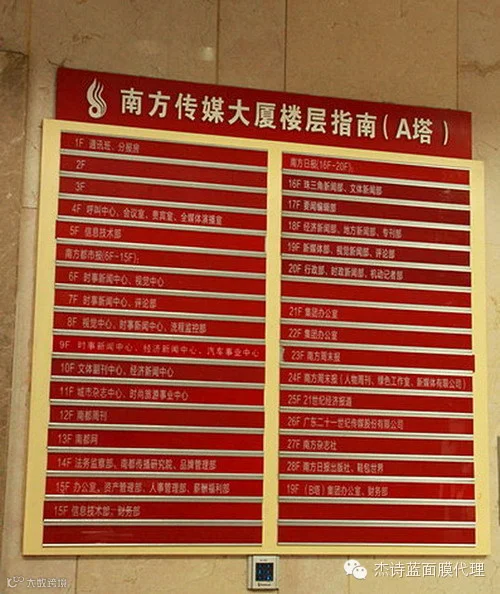 南方传媒大厦楼层指南（A塔）
1F 通讯班、分报房
2F
3F
4F 呼叫中心、会议室、贵宾室、全媒体演播室
5F 信息技术部
南方都市报(6F-15F):
6F 时事新闻中心、视觉中心
7F 时事新闻中心、评论部
8F 视觉中心、时事新闻中心、流程监控部
9F 时事新闻中心、经济新闻中心、汽车事业中心
10F 文体副刊中心、经济新闻中心
11F 城市杂志中心、时尚旅游事业中心
12F 南都周刊
13F 南都网
14F 法务监察部、南都传播研究院、品牌管理部
15F 办公室、资产管理部、人事管理部、薪酬福利部
15F 信息技术部、财务部
南方日报(16F-20F):
16F 珠三角新闻部、文体新闻部
17F 要闻编辑部
18F 经济新闻部、地方新闻部、专刊部
19F 新媒体部、视觉新闻部、评论部
20F 行政部、时政新闻部、机动记者部
21F 集团办公室
22F 集团办公室
23F 南方周末报
24F 南方周末报（人物周刊、绿色工作室、新媒体有限公司）
25F 21世纪经济报道
26F 广东二十一世纪传媒股份有限公司
27F 南方杂志社
28F 南方日报出版社、鞋包世界
19F （B塔）集团办公室、财务部
大数跨境
杰诗蓝面膜代理